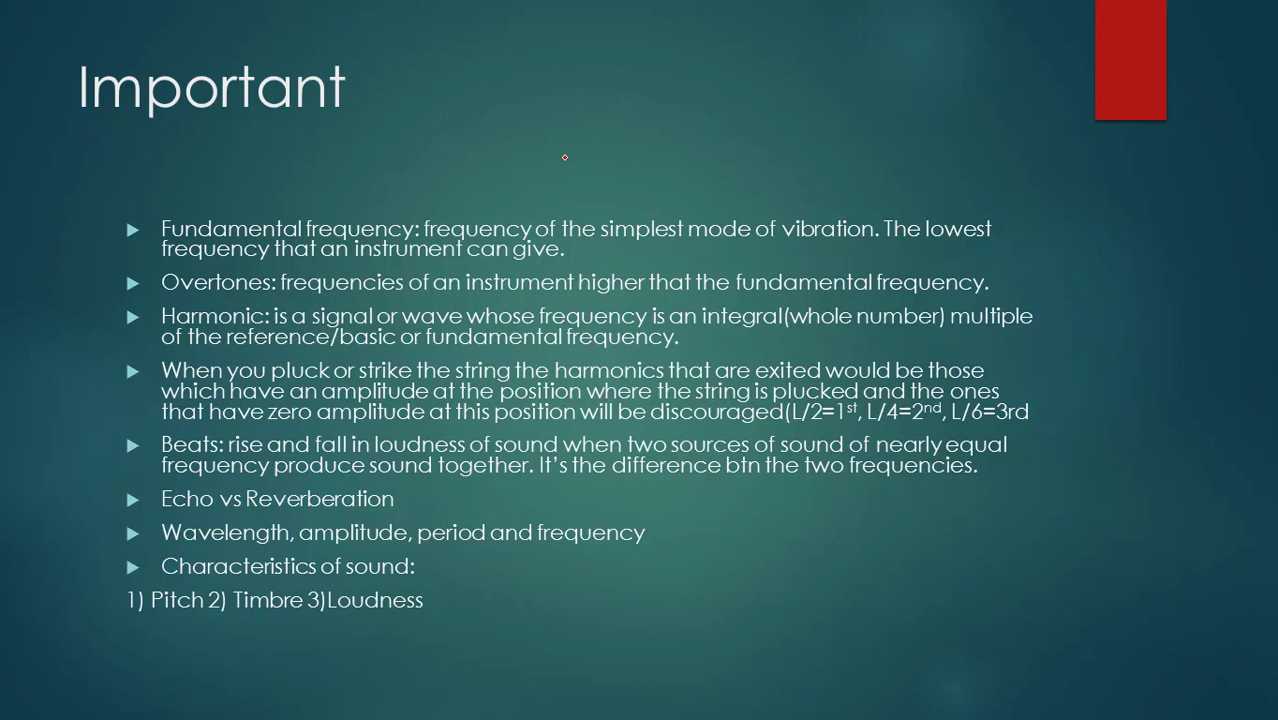 Important
Fundamental frequency: frequency of the simplest mode of vibration. The lowest
frequency that an instrument can give.
Overtones: frequencies of an instrument higher that the fundamental frequency.
Harmonic: is a signal or wave whose frequency is an integral(whole number) multiple
of the reference/basic or fundamental frequency.
When you pluck or strike the string the harmonics that are exited would be those
which have an amplitude at the position where the string is plucked and the ones
that have zero amplitude at this position will be discouraged(L/2=1st, L/4=2nd, L/6=3rd
Beats: rise and fall in loudness of sound when two sources of sound of nearly equal
frequency produce sound together. It's the difference btn the two frequencies.
Echo vs Reverberation
Wavelength, amplitude, period and frequency
Characteristics of sound:
1) Pitch 2) Timbre 3)Loudness